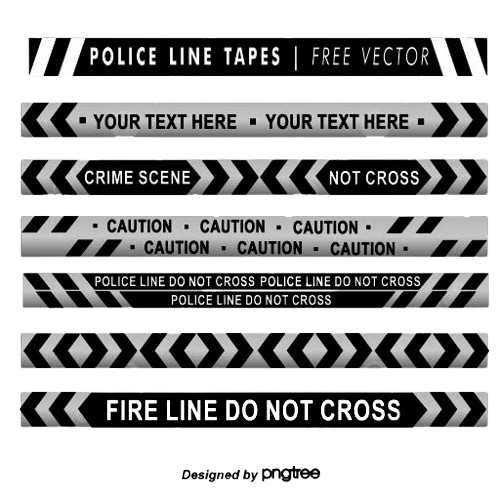 POLICE LINE TAPES | FREE VECTOR
▪ YOUR TEXT HERE ▪ YOUR TEXT HERE ▪
CRIME SCENE NOT CROSS
▪ CAUTION ▪ CAUTION ▪ CAUTION ▪
▪ CAUTION ▪ CAUTION ▪ CAUTION ▪
POLICE LINE DO NOT CROSS POLICE LINE DO NOT CROSS
POLICE LINE DO NOT CROSS
FIRE LINE DO NOT CROSS
Designed by pngtree